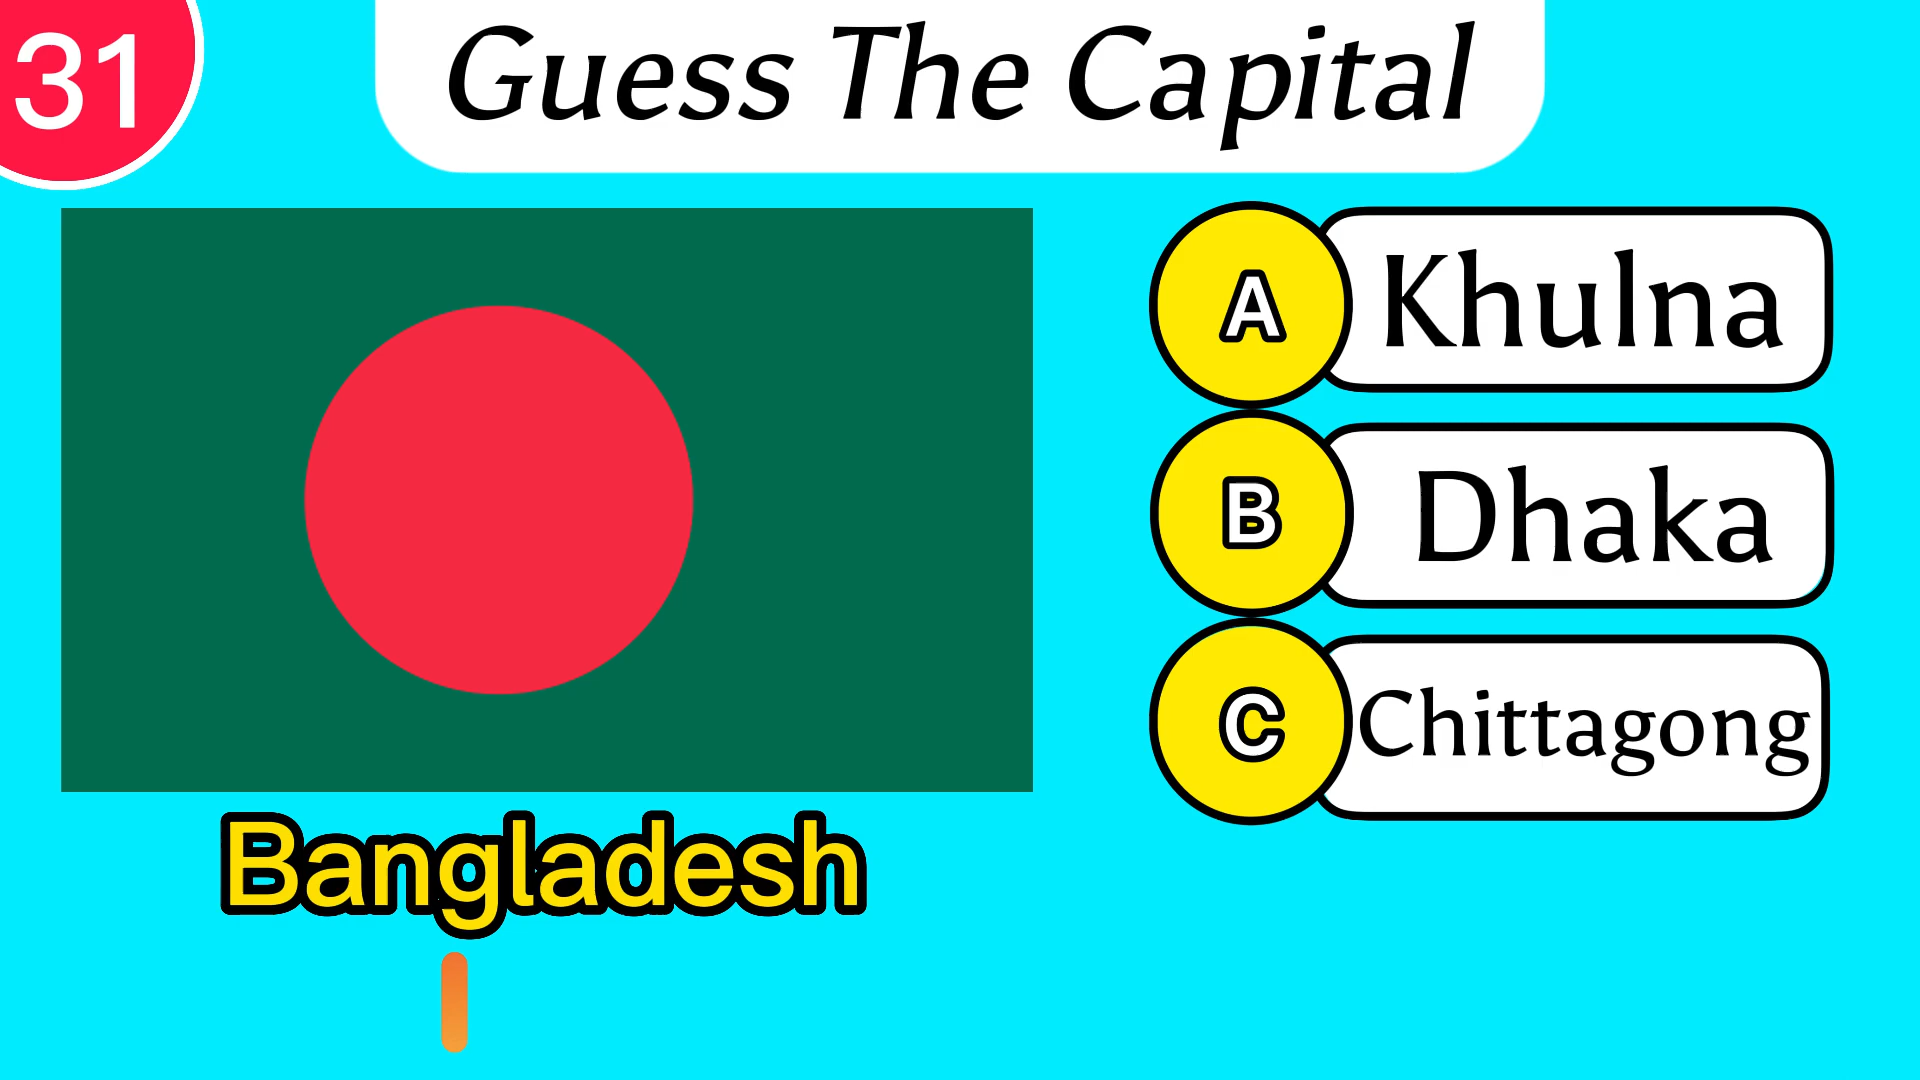 31
Guess The Capital
A Khulna
B Dhaka
C Chittagong
Bangladesh